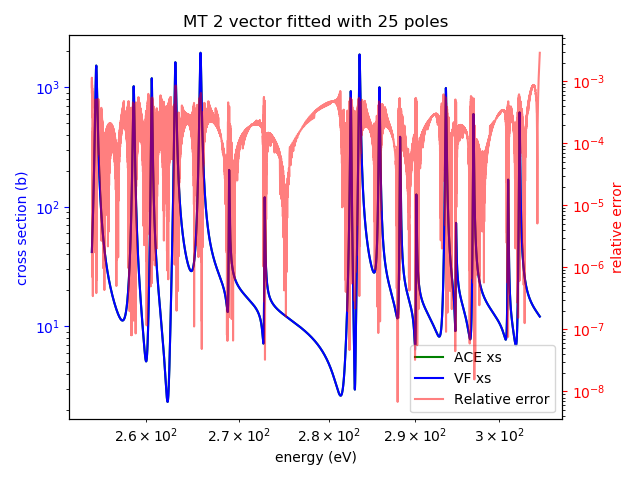 MT 2 vector fitted with 25 poles
cross section (b)
10³
10²
10¹
relative error
10⁻³
10⁻⁴
10⁻⁵
10⁻⁶
10⁻⁷
10⁻⁸
ACE xs
VF xs
Relative error
2.6 × 10² 2.7 × 10² 2.8 × 10² 2.9 × 10² 3 × 10²
energy (eV)